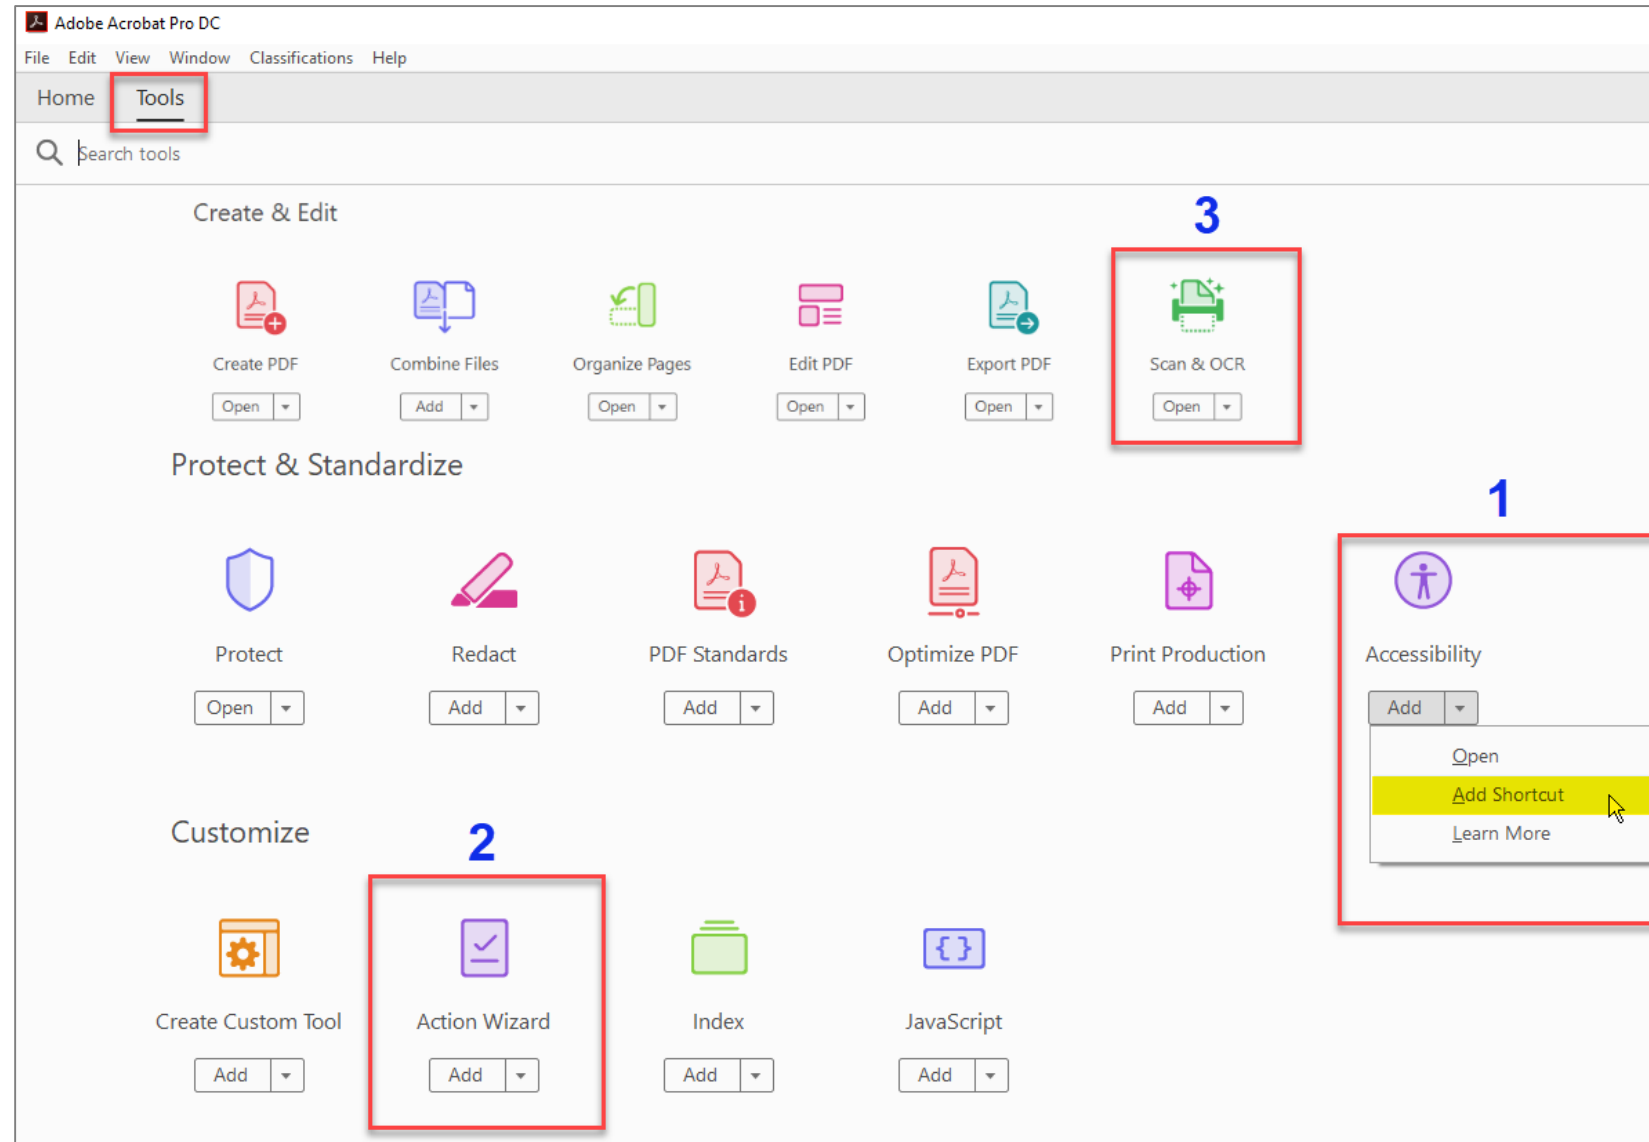 Adobe Acrobat Pro DC
File Edit View Window Classifications Help
Home Tools
Search tools
Create & Edit
3
Create PDF Combine Files Organize Pages Edit PDF Export PDF Scan & OCR
Open Add Open Open Open Open
Protect & Standardize
1
Protect Redact PDF Standards Optimize PDF Print Production Accessibility
Open Add Add Add Add Add
Open
Add Shortcut
Learn More
Customize
2
Create Custom Tool Action Wizard Index JavaScript
Add Add Add Add